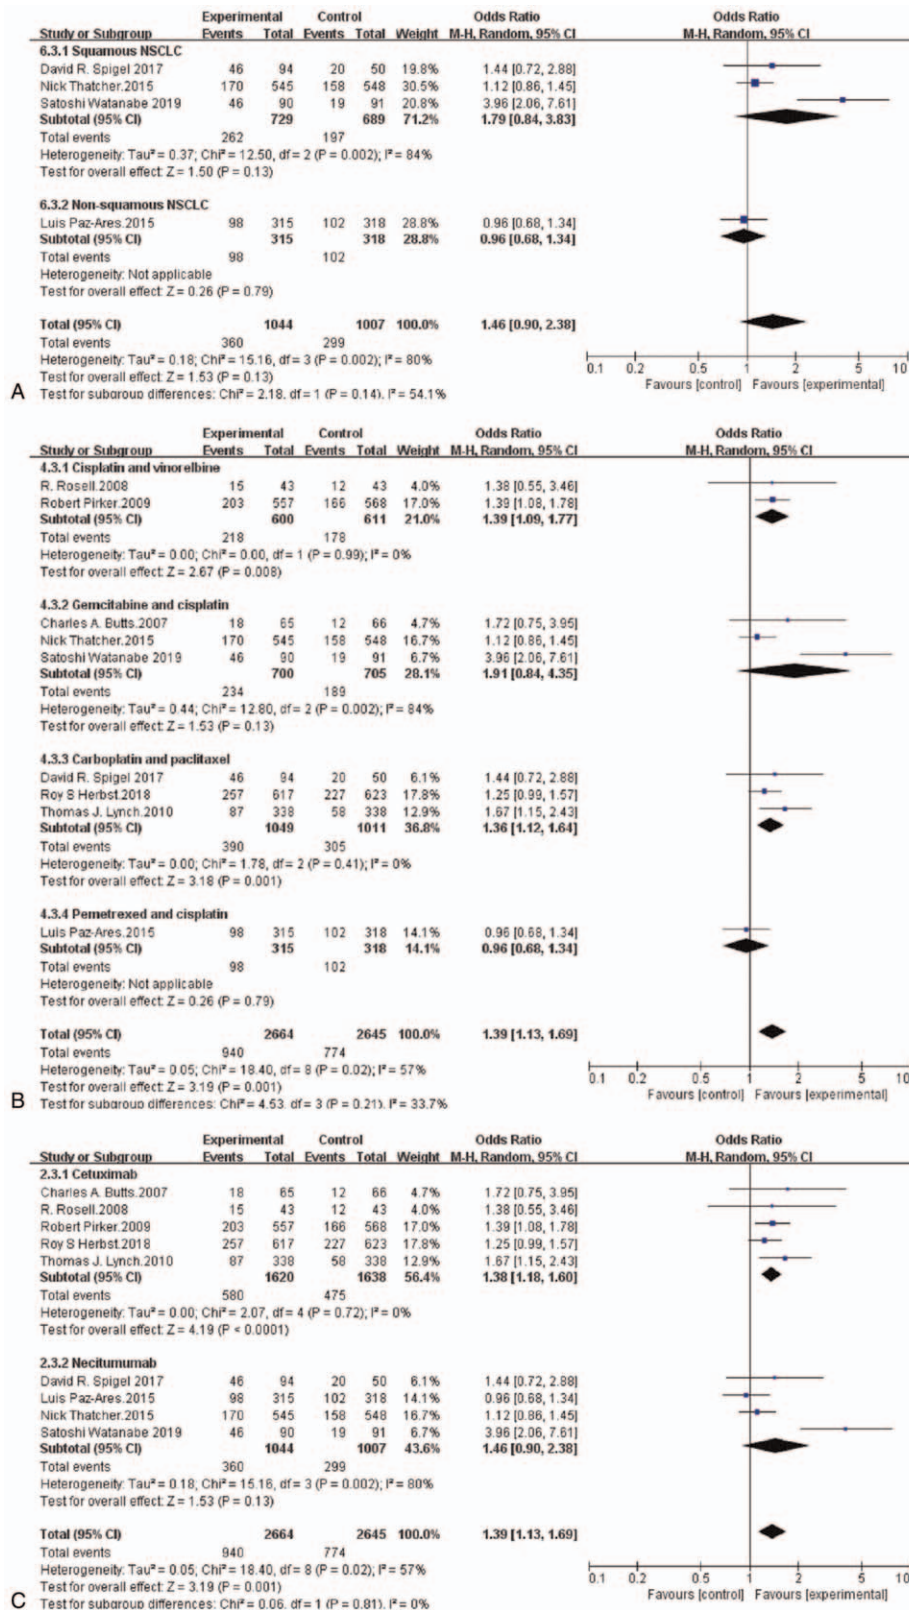 Experimental Control Odds Ratio Odds Ratio
Study or Subgroup Events Total Events Total Weight M-H, Random, 95% CI M-H, Random, 95% CI
6.3.1 Squamous NSCLC
David R. Spigel 2017 46 94 20 50 19.8% 1.44 [0.72, 2.88]
Nick Thatcher.2015 170 545 158 548 30.5% 1.12 [0.86, 1.45]
Satoshi Watanabe 2019 46 90 19 91 20.8% 3.96 [2.06, 7.61]
Subtotal (95% CI) 729 689 71.2% 1.79 [0.84, 3.83]
Total events 262 197
Heterogeneity: Tau² = 0.37; Chi² = 12.50, df = 2 (P = 0.002); I² = 84%
Test for overall effect: Z = 1.50 (P = 0.13)
6.3.2 Non-squamous NSCLC
Luis Paz-Ares.2015 98 315 102 318 28.8% 0.96 [0.68, 1.34]
Subtotal (95% CI) 315 318 28.8% 0.96 [0.68, 1.34]
Total events 98 102
Heterogeneity: Not applicable
Test for overall effect: Z = 0.26 (P = 0.79)
Total (95% CI) 1044 1007 100.0% 1.46 [0.90, 2.38]
Total events 360 299
Heterogeneity: Tau² = 0.18; Chi² = 15.16, df = 3 (P = 0.002); I² = 80%
Test for overall effect: Z = 1.53 (P = 0.13)
Test for subgroup differences: Chi² = 2.18, df = 1 (P = 0.14), I² = 54.1%
0.1 0.2 0.5 1 2 5 10
Favours [control] Favours [experimental]
A
Experimental Control Odds Ratio Odds Ratio
Study or Subgroup Events Total Events Total Weight M-H, Random, 95% CI M-H, Random, 95% CI
4.3.1 Cisplatin and vinorelbine
R. Rosell.2008 15 43 12 43 4.0% 1.38 [0.55, 3.46]
Robert Pirker.2009 203 557 166 568 17.0% 1.39 [1.08, 1.78]
Subtotal (95% CI) 600 611 21.0% 1.39 [1.09, 1.77]
Total events 218 178
Heterogeneity: Tau² = 0.00; Chi² = 0.00, df = 1 (P = 0.99); I² = 0%
Test for overall effect: Z = 2.67 (P = 0.008)
4.3.2 Gemcitabine and cisplatin
Charles A. Butts.2007 18 65 12 66 4.7% 1.72 [0.75, 3.95]
Nick Thatcher.2015 170 545 158 548 16.7% 1.12 [0.86, 1.45]
Satoshi Watanabe 2019 46 90 19 91 6.7% 3.96 [2.06, 7.61]
Subtotal (95% CI) 700 705 28.1% 1.91 [0.84, 4.35]
Total events 234 189
Heterogeneity: Tau² = 0.44; Chi² = 12.80, df = 2 (P = 0.002); I² = 84%
Test for overall effect: Z = 1.53 (P = 0.13)
4.3.3 Carboplatin and paclitaxel
David R. Spigel 2017 46 94 20 50 6.1% 1.44 [0.72, 2.88]
Roy S Herbst.2018 257 617 227 623 17.8% 1.25 [0.99, 1.57]
Thomas J. Lynch.2010 87 338 58 338 12.9% 1.67 [1.15, 2.43]
Subtotal (95% CI) 1049 1011 36.8% 1.36 [1.12, 1.64]
Total events 390 305
Heterogeneity: Tau² = 0.00; Chi² = 1.78, df = 2 (P = 0.41); I² = 0%
Test for overall effect: Z = 3.18 (P = 0.001)
4.3.4 Pemetrexed and cisplatin
Luis Paz-Ares.2015 98 315 102 318 14.1% 0.96 [0.68, 1.34]
Subtotal (95% CI) 315 318 14.1% 0.96 [0.68, 1.34]
Total events 98 102
Heterogeneity: Not applicable
Test for overall effect: Z = 0.26 (P = 0.79)
Total (95% CI) 2664 2645 100.0% 1.39 [1.13, 1.69]
Total events 940 774
Heterogeneity: Tau² = 0.05; Chi² = 18.40, df = 8 (P = 0.02); I² = 57%
Test for overall effect: Z = 3.19 (P = 0.001)
Test for subgroup differences: Chi² = 4.53, df = 3 (P = 0.21), I² = 33.7%
0.1 0.2 0.5 1 2 5 10
Favours [control] Favours [experimental]
B
Experimental Control Odds Ratio Odds Ratio
Study or Subgroup Events Total Events Total Weight M-H, Random, 95% CI M-H, Random, 95% CI
2.3.1 Cetuximab
Charles A. Butts.2007 18 65 12 66 4.7% 1.72 [0.75, 3.95]
R. Rosell.2008 15 43 12 43 4.0% 1.38 [0.55, 3.46]
Robert Pirker.2009 203 557 166 568 17.0% 1.39 [1.08, 1.78]
Roy S Herbst.2018 257 617 227 623 17.8% 1.25 [0.99, 1.57]
Thomas J. Lynch.2010 87 338 58 338 12.9% 1.67 [1.15, 2.43]
Subtotal (95% CI) 1620 1638 56.4% 1.38 [1.18, 1.60]
Total events 580 475
Heterogeneity: Tau² = 0.00; Chi² = 2.07, df = 4 (P = 0.72); I² = 0%
Test for overall effect: Z = 4.19 (P < 0.0001)
2.3.2 Necitumumab
David R. Spigel 2017 46 94 20 50 6.1% 1.44 [0.72, 2.88]
Luis Paz-Ares.2015 98 315 102 318 14.1% 0.96 [0.68, 1.34]
Nick Thatcher.2015 170 545 158 548 16.7% 1.12 [0.86, 1.45]
Satoshi Watanabe 2019 46 90 19 91 6.7% 3.96 [2.06, 7.61]
Subtotal (95% CI) 1044 1007 43.6% 1.46 [0.90, 2.38]
Total events 360 299
Heterogeneity: Tau² = 0.18; Chi² = 15.16, df = 3 (P = 0.002); I² = 80%
Test for overall effect: Z = 1.53 (P = 0.13)
Total (95% CI) 2664 2645 100.0% 1.39 [1.13, 1.69]
Total events 940 774
Heterogeneity: Tau² = 0.05; Chi² = 18.40, df = 8 (P = 0.02); I² = 57%
Test for overall effect: Z = 3.19 (P = 0.001)
Test for subgroup differences: Chi² = 0.06, df = 1 (P = 0.81), I² = 0%
0.1 0.2 0.5 1 2 5 10
Favours [control] Favours [experimental]
C